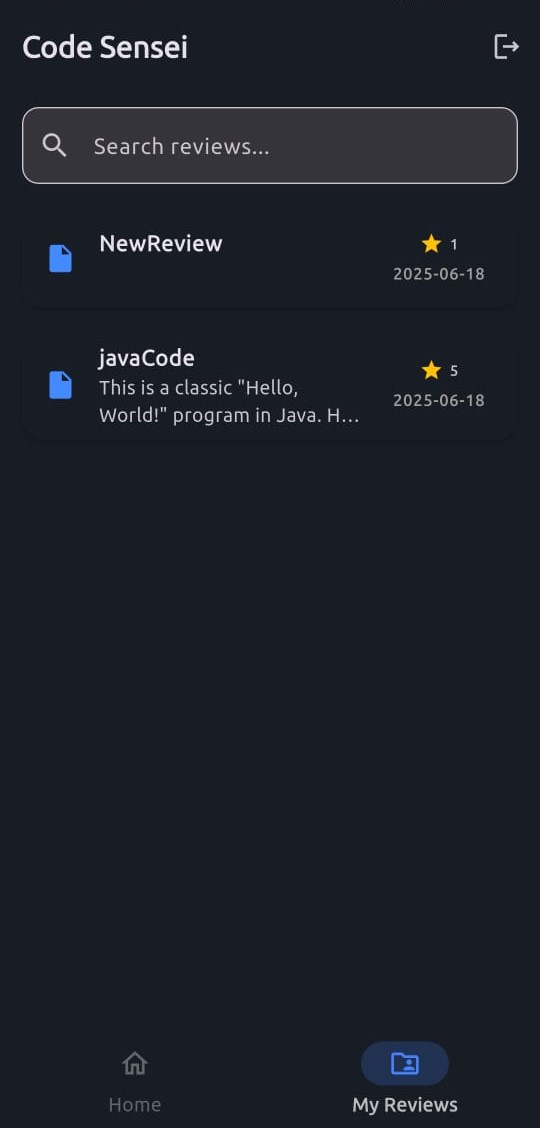 Code Sensei
Search reviews...
NewReview
1
2025-06-18
javaCode
This is a classic "Hello,
World!" program in Java. H...
5
2025-06-18
Home
My Reviews